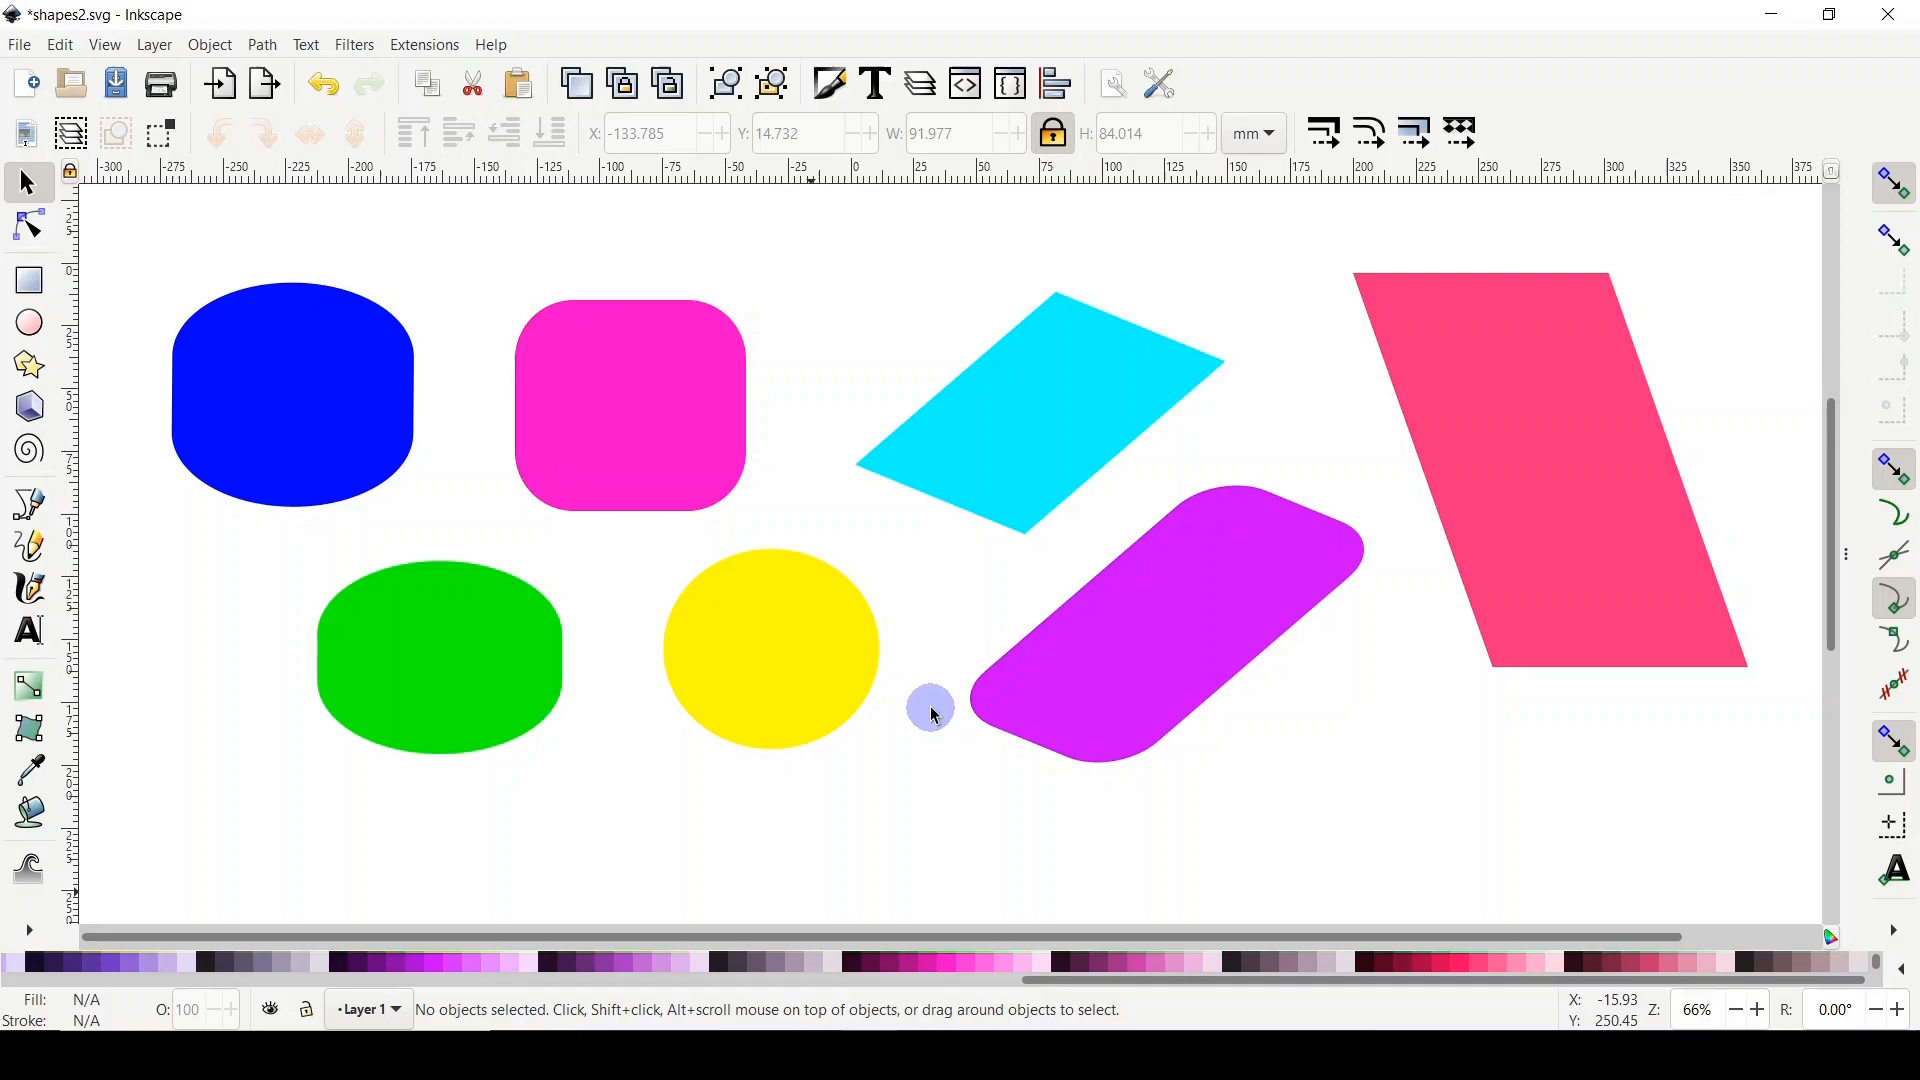 *shapes2.svg - Inkscape
File Edit View Layer Object Path Text Filters Extensions Help
X: -133.785 Y: 14.732 W: 91.977 H: 84.014 mm
-300 -275 -250 -225 -200 -175 -150 -125 -100 -75 -50 -25 0 25 50 75 100 125 150 175 200 225 250 275 300 325 350 375
Fill: N/A O: 100 Layer 1 No objects selected. Click, Shift+click, Alt+scroll mouse on top of objects, or drag around objects to select. X: -15.93 Z: 66% R: 0.00°
Stroke: N/A Y: 250.45